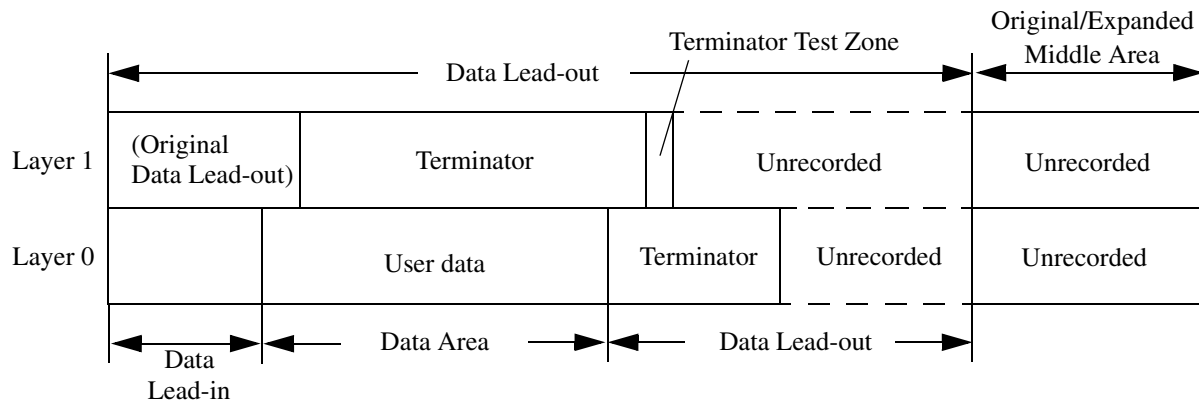 Original/Expanded
Middle Area
Terminator Test Zone
Data Lead-out
Layer 1
(Original
Data Lead-out)
Terminator
Unrecorded
Unrecorded
Layer 0
User data
Terminator
Unrecorded
Unrecorded
Data
Lead-in
Data Area
Data Lead-out